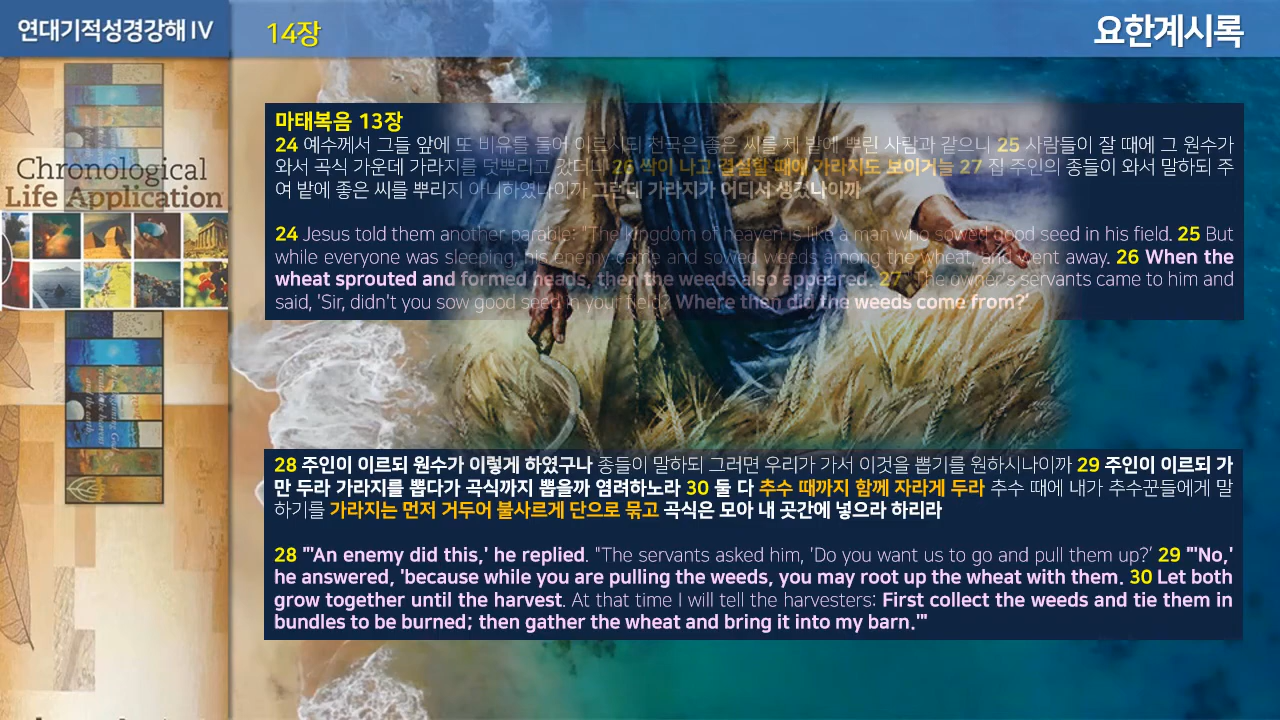 연대기적성경강해 IV
14장
요한계시록
Chronological
Life Application
마태복음 13장
24 예수께서 그들 앞에 또 비유를 들어 이르시되 천국은 좋은 씨를 제 밭에 뿌린 사람과 같으니 25 사람들이 잘 때에 그 원수가
와서 곡식 가운데 가라지를 덧뿌리고 갔더니 26 싹이 나고 결실할 때에 가라지도 보이거늘 27 집 주인의 종들이 와서 말하되 주
여 밭에 좋은 씨를 뿌리지 아니하였나이까 그런데 가라지가 어디서 생겼나이까
24 Jesus told them another parable: "The kingdom of heaven is like a man who sowed good seed in his field. 25 But
while everyone was sleeping, his enemy came and sowed weeds among the wheat, and went away. 26 When the
wheat sprouted and formed heads, then the weeds also appeared. 27 "The owner's servants came to him and
said, 'Sir, didn't you sow good seed in your field? Where then did the weeds come from?'
28 주인이 이르되 원수가 이렇게 하였구나 종들이 말하되 그러면 우리가 가서 이것을 뽑기를 원하시나이까 29 주인이 이르되 가
만 두라 가라지를 뽑다가 곡식까지 뽑을까 염려하노라 30 둘 다 추수 때까지 함께 자라게 두라 추수 때에 내가 추수꾼들에게 말
하기를 가라지는 먼저 거두어 불사르게 단으로 묶고 곡식은 모아 내 곳간에 넣으라 하리라
28 "'An enemy did this,' he replied. "The servants asked him, 'Do you want us to go and pull them up?' 29 "'No,'
he answered, 'because while you are pulling the weeds, you may root up the wheat with them. 30 Let both
grow together until the harvest. At that time I will tell the harvesters: First collect the weeds and tie them in
bundles to be burned; then gather the wheat and bring it into my barn.'"